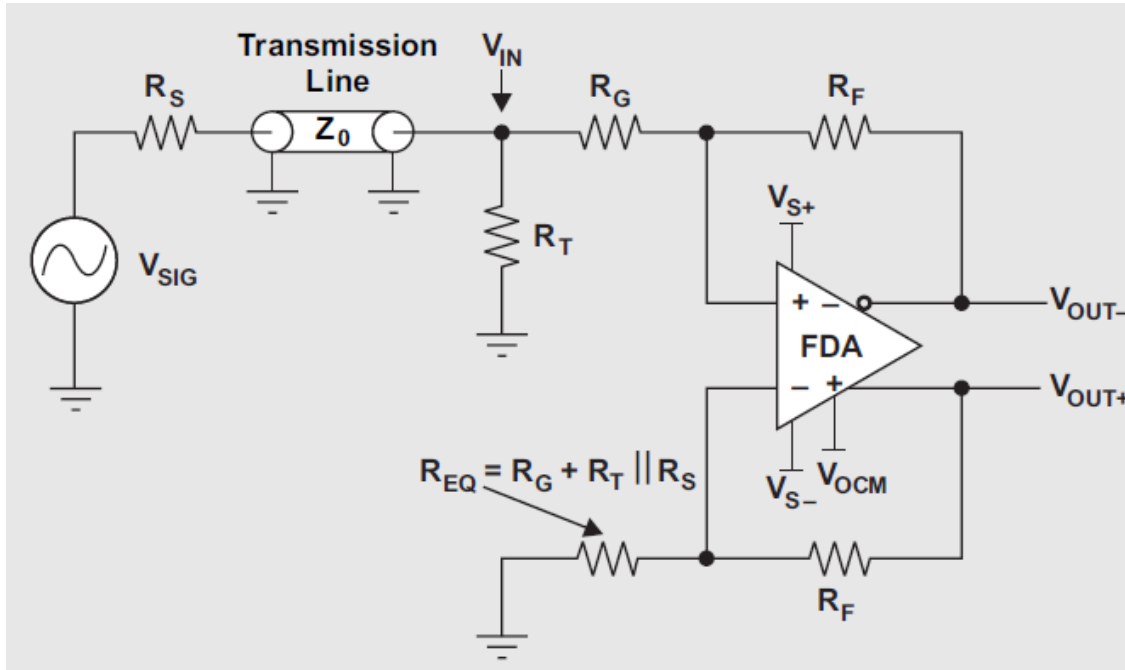 Transmission
Line
V_IN
R_S
Z_0
R_G
R_F
V_SIG
R_T
V_S+
+ –
FDA
– +
V_OUT–
V_OUT+
V_S–
V_OCM
R_EQ = R_G + R_T || R_S
R_F